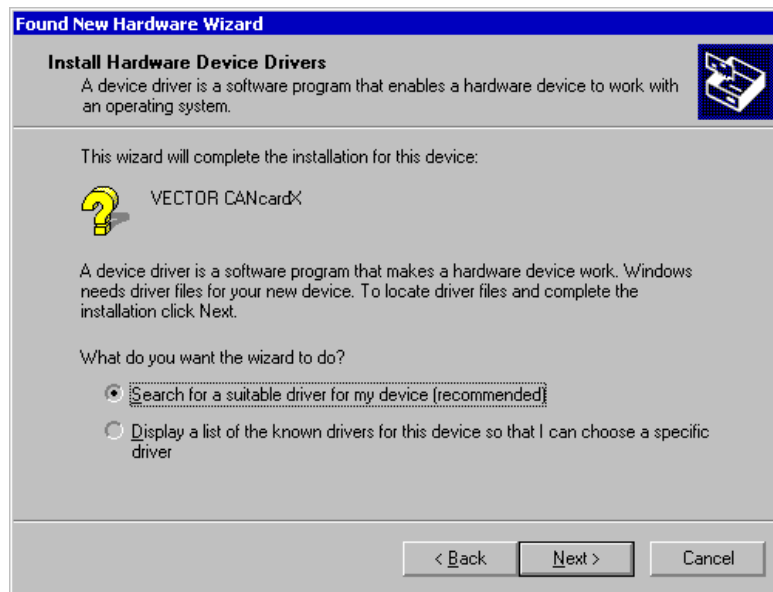 Found New Hardware Wizard
Install Hardware Device Drivers
A device driver is a software program that enables a hardware device to work with
an operating system.
This wizard will complete the installation for this device:
VECTOR CANcardX
A device driver is a software program that makes a hardware device work. Windows
needs driver files for your new device. To locate driver files and complete the
installation click Next.
What do you want the wizard to do?
Search for a suitable driver for my device (recommended)
Display a list of the known drivers for this device so that I can choose a specific
driver
< Back
Next >
Cancel